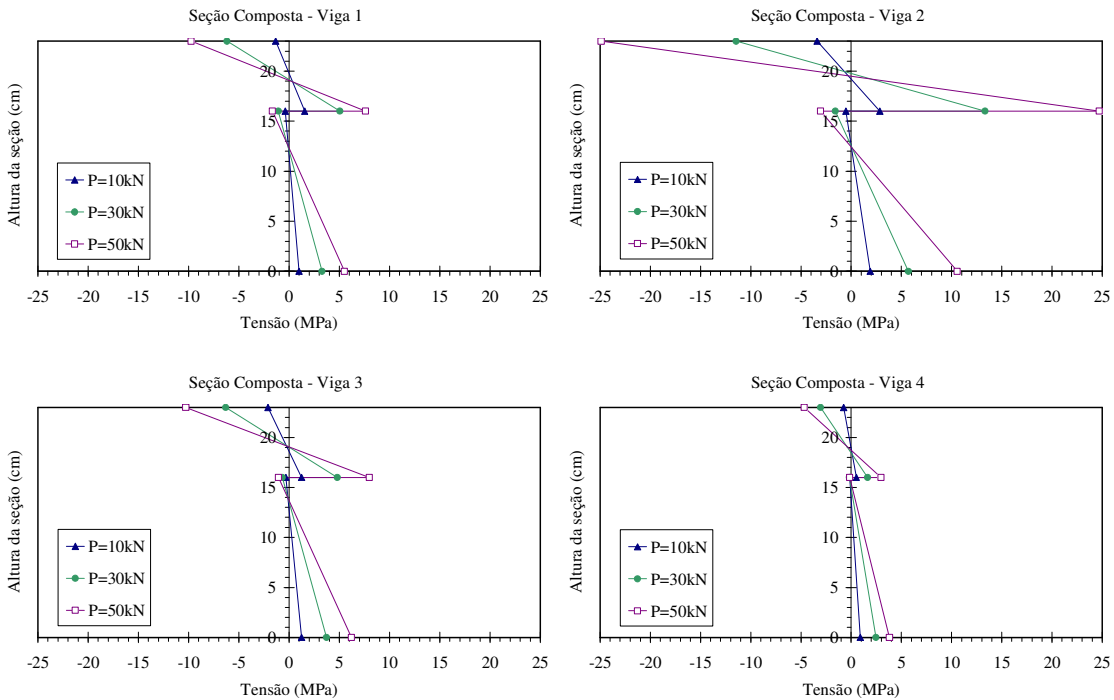 Seção Composta - Viga 1
Altura da seção (cm)
20
15
10
5
0
P=10kN
P=30kN
P=50kN
-25 -20 -15 -10 -5 0 5 10 15 20 25
Tensão (MPa)
Seção Composta - Viga 2
Altura da seção (cm)
20
15
10
5
0
P=10kN
P=30kN
P=50kN
-25 -20 -15 -10 -5 0 5 10 15 20 25
Tensão (MPa)
Seção Composta - Viga 3
Altura da seção (cm)
20
15
10
5
0
P=10kN
P=30kN
P=50kN
-25 -20 -15 -10 -5 0 5 10 15 20 25
Tensão (MPa)
Seção Composta - Viga 4
Altura da seção (cm)
20
15
10
5
0
P=10kN
P=30kN
P=50kN
-25 -20 -15 -10 -5 0 5 10 15 20 25
Tensão (MPa)